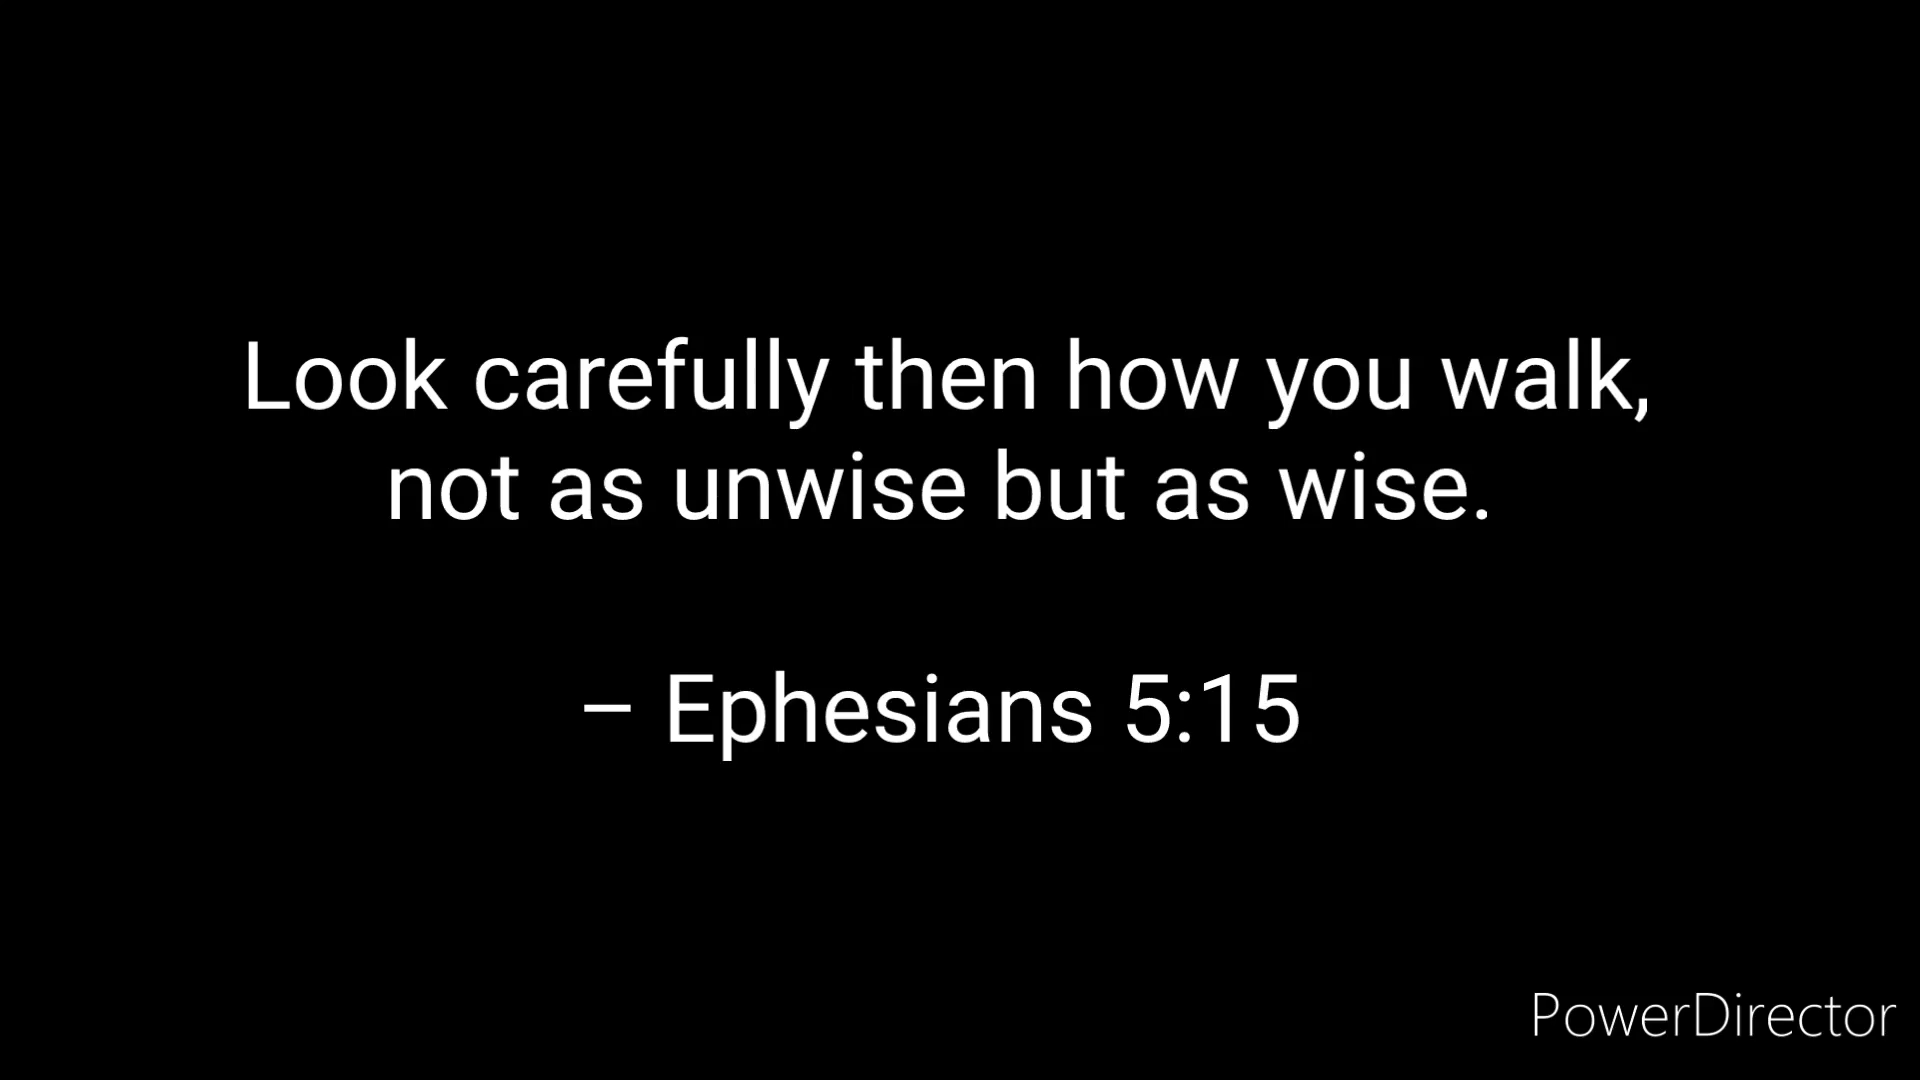 Look carefully then how you walk,
not as unwise but as wise.
– Ephesians 5:15
PowerDirector